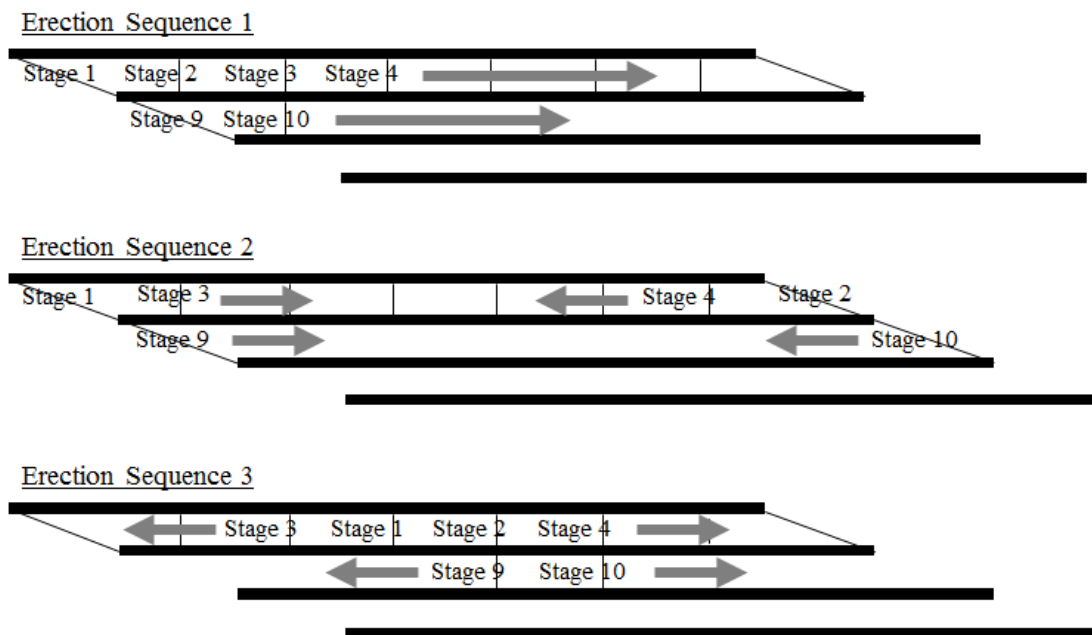 Erection Sequence 1
Stage 1 Stage 2 Stage 3 Stage 4
Stage 9 Stage 10
Erection Sequence 2
Stage 1 Stage 3 Stage 4 Stage 2
Stage 9 Stage 10
Erection Sequence 3
Stage 3 Stage 1 Stage 2 Stage 4
Stage 9 Stage 10